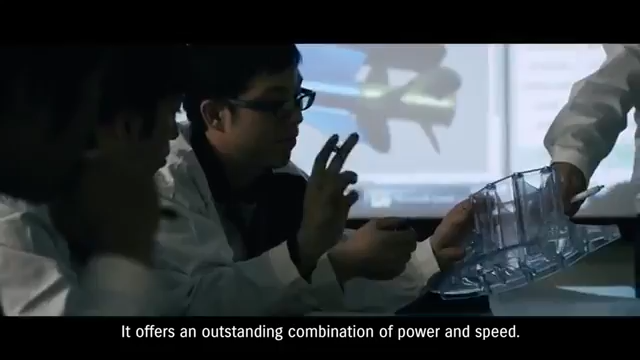 It offers an outstanding combination of power and speed.